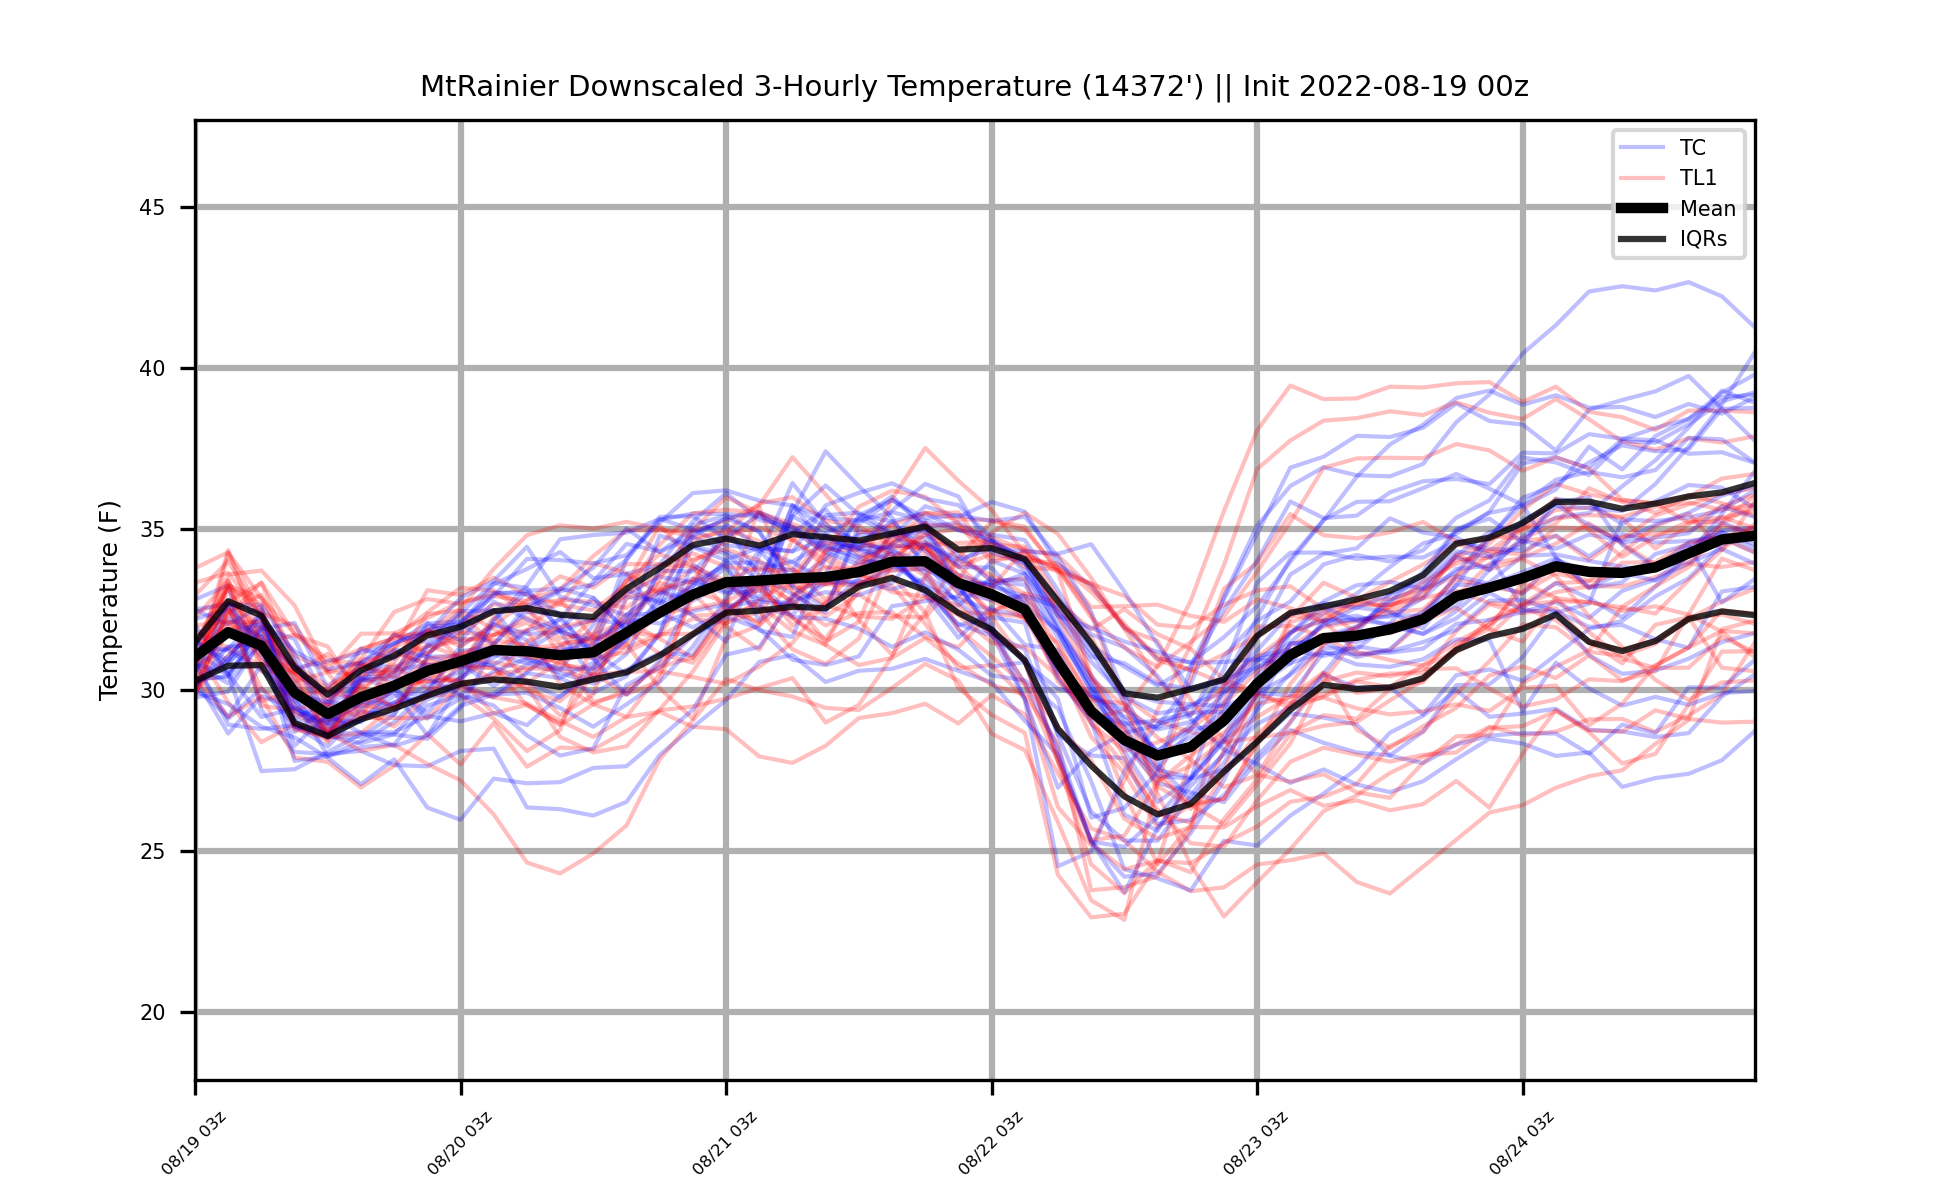 MtRainier Downscaled 3-Hourly Temperature (14372') || Init 2022-08-19 00z
TC
TL1
Mean
IQRs
Temperature (F)
45
40
35
30
25
20
08/19 03z
08/20 03z
08/21 03z
08/22 03z
08/23 03z
08/24 03z